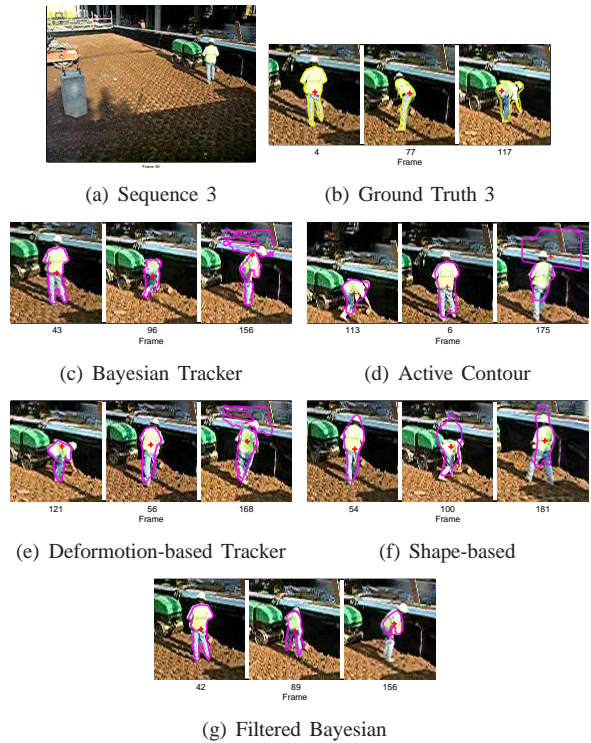 Frame 50
4 77 117
Frame
(a) Sequence 3
(b) Ground Truth 3
43 96 156
Frame
113 6 175
Frame
(c) Bayesian Tracker
(d) Active Contour
121 56 168
Frame
54 100 181
Frame
(e) Deformotion-based Tracker
(f) Shape-based
42 89 156
Frame
(g) Filtered Bayesian